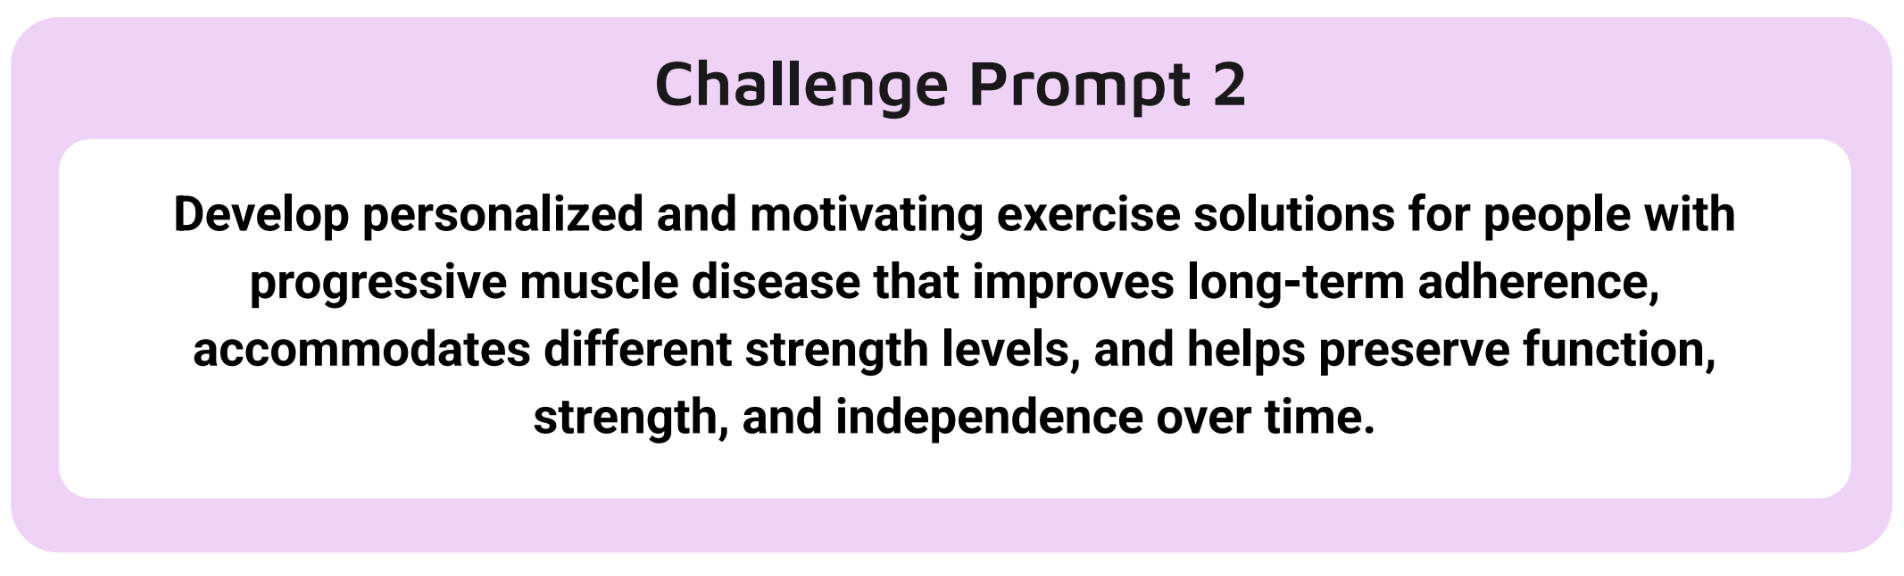 Challenge Prompt 2
Develop personalized and motivating exercise solutions for people with
progressive muscle disease that improves long-term adherence,
accommodates different strength levels, and helps preserve function,
strength, and independence over time.